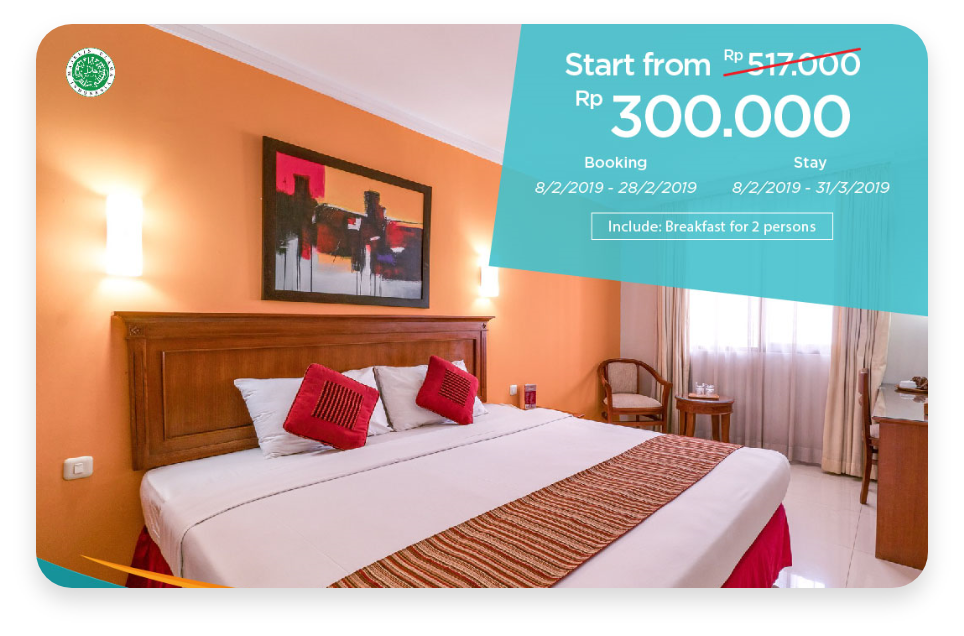 Start from Rp 517.000
Rp 300.000
Booking
Stay
8/2/2019 - 28/2/2019
8/2/2019 - 31/3/2019
Include: Breakfast for 2 persons